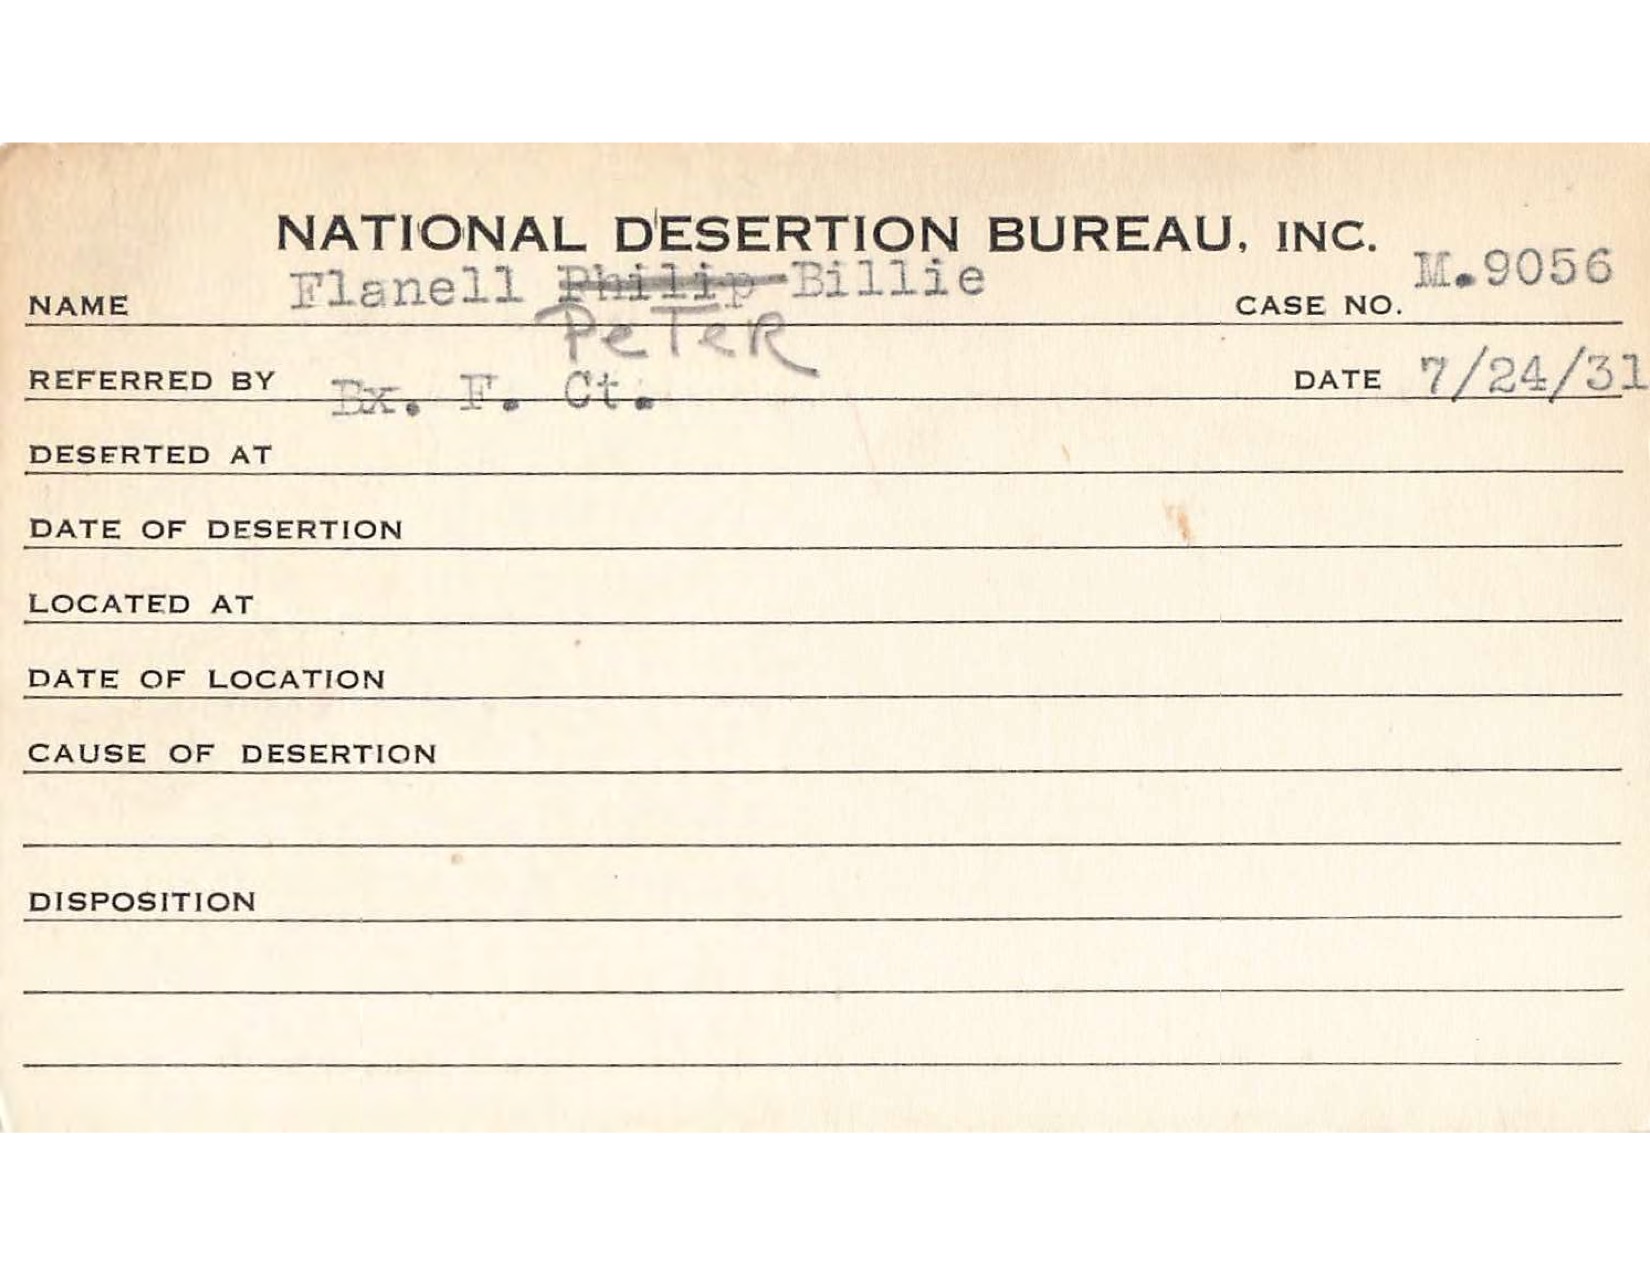 NATIONAL DESERTION BUREAU, INC.
NAME Flanell Philip Billie CASE NO. M.9056
PeTeR
REFERRED BY Bx. F. Ct. DATE 7/24/31
DESERTED AT
DATE OF DESERTION
LOCATED AT
DATE OF LOCATION
CAUSE OF DESERTION
DISPOSITION